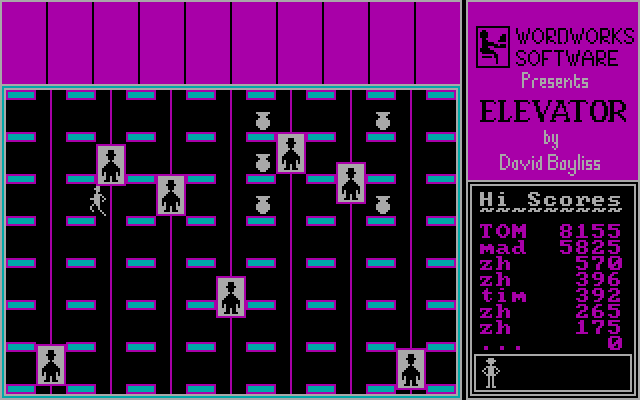 WORDWORKS
SOFTWARE
Presents
ELEVATOR
by
David Bayliss
Hi Scores
TOM 8155
mad 5825
zh 570
zh 396
tim 392
zh 265
zh 175
... 0